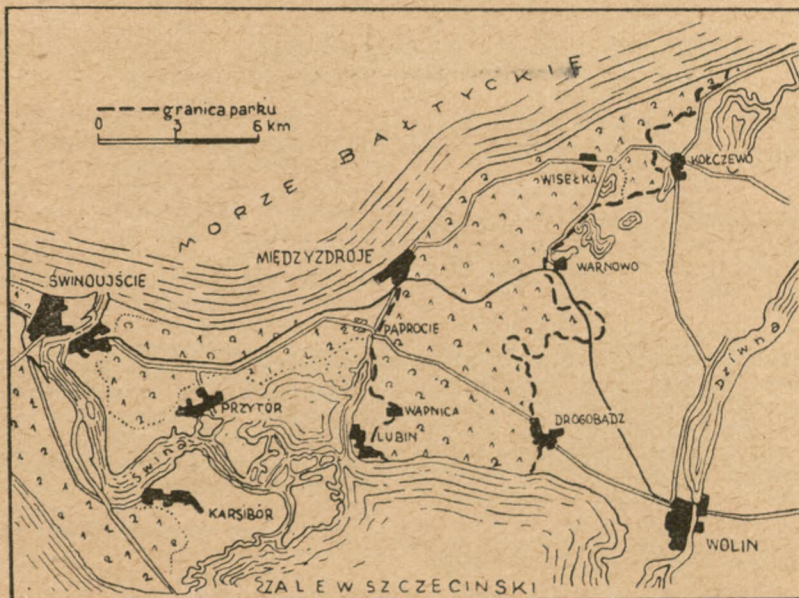 MORZE BAŁTYCKIE
granica parku
0 3 6 km
WISEŁKA
KOŁCZEWO
MIĘDZYZDROJE
WARNOWO
ŚWINOUJŚCIE
PAPROCIE
Dziwna
PRZYTÓR
WAPNICA
LUBIN
DROGOBĄDZ
Świna
KARSIBÓR
WOLIN
ZALEW SZCZECIŃSKI